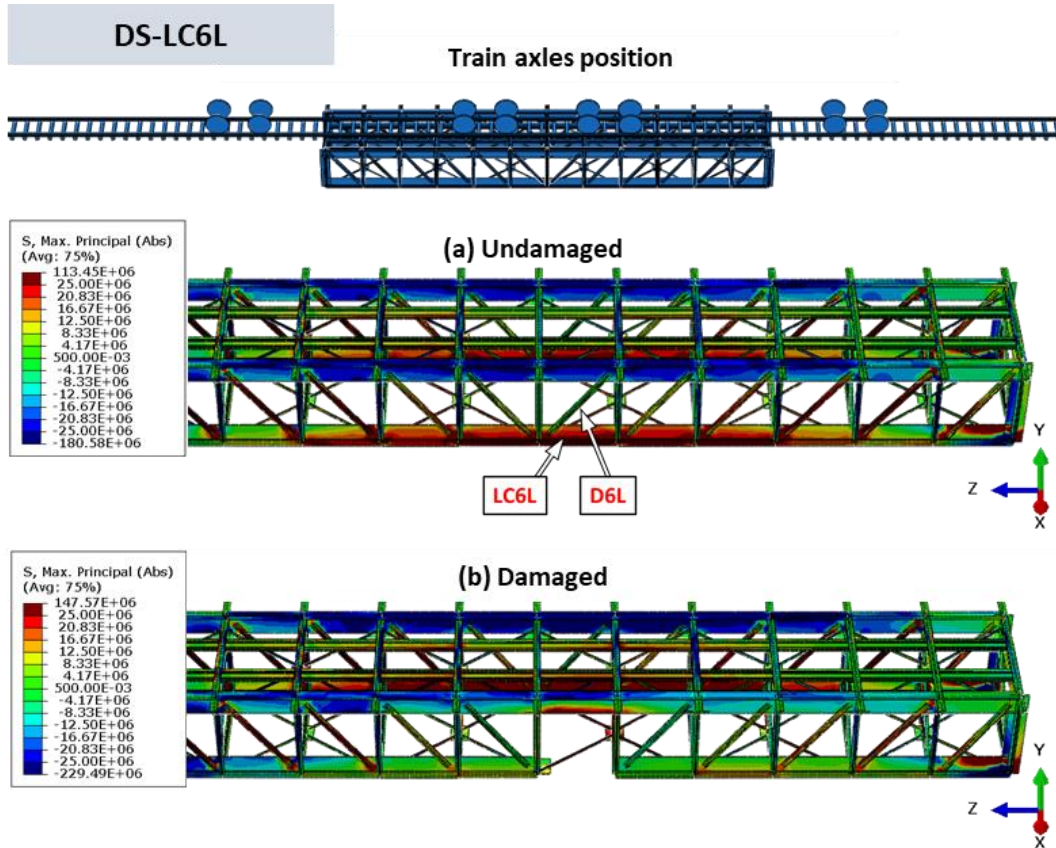 DS-LC6L
Train axles position
(a) Undamaged
S, Max. Principal (Abs)
(Avg: 75%)
113.45E+06
25.00E+06
20.83E+06
16.67E+06
12.50E+06
8.33E+06
4.17E+06
500.00E-03
-4.17E+06
-8.33E+06
-12.50E+06
-16.67E+06
-20.83E+06
-25.00E+06
-180.58E+06
LC6L
D6L
Y
Z
X
(b) Damaged
S, Max. Principal (Abs)
(Avg: 75%)
147.57E+06
25.00E+06
20.83E+06
16.67E+06
12.50E+06
8.33E+06
4.17E+06
500.00E-03
-4.17E+06
-8.33E+06
-12.50E+06
-16.67E+06
-20.83E+06
-25.00E+06
-229.49E+06
Y
Z
X